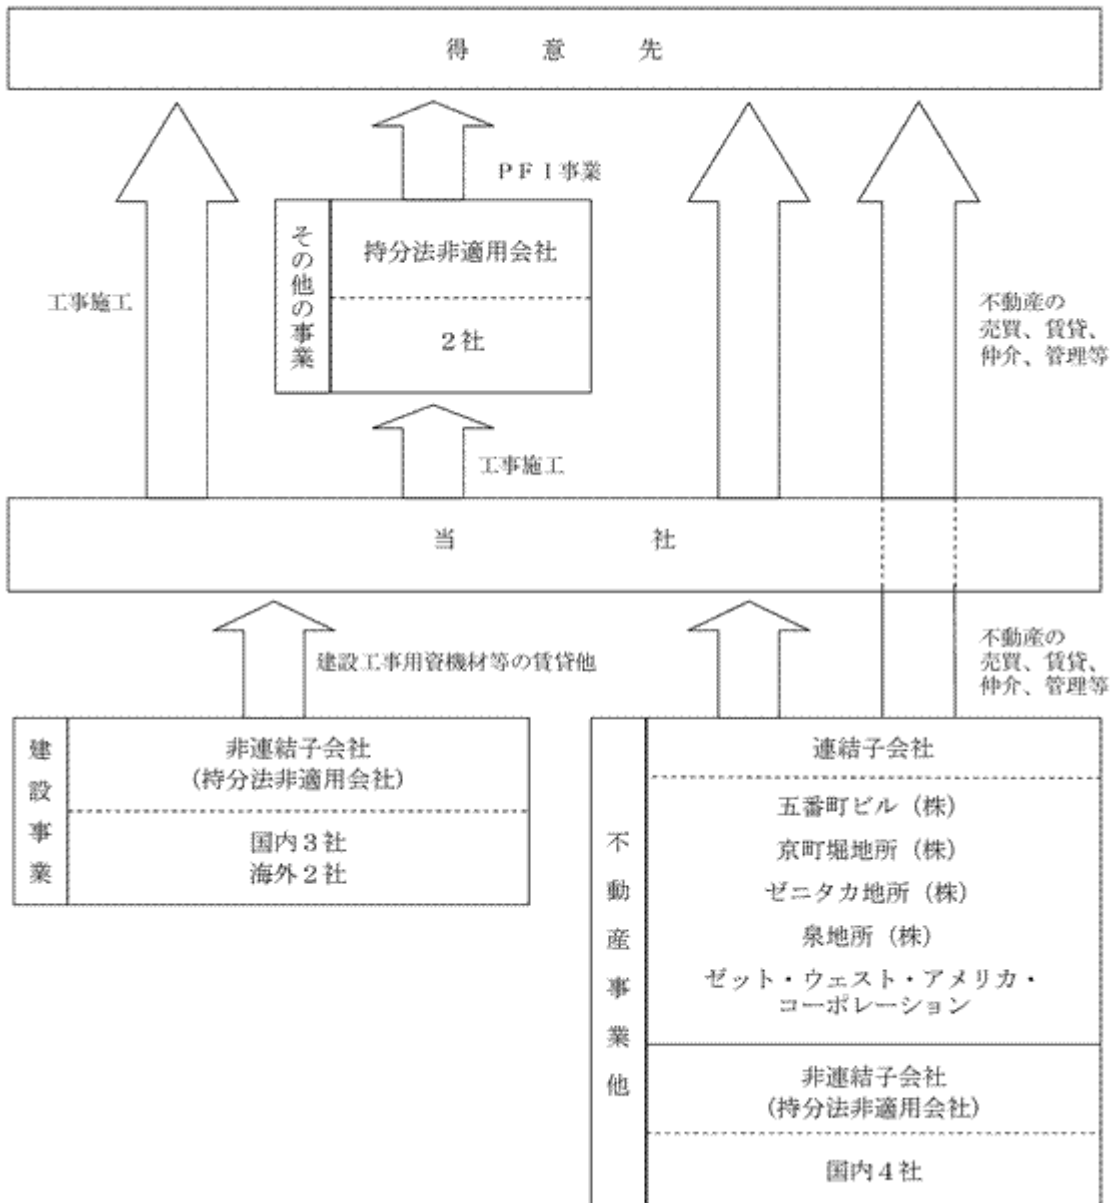 得意先
PFI事業
その他の事業
持分法非適用会社
2社
工事施工
不動産の
売買、賃貸、
仲介、管理等
工事施工
当社
建設工事用資機材等の賃貸他
不動産の
売買、賃貸、
仲介、管理等
建設事業
非連結子会社
(持分法非適用会社)
国内3社
海外2社
不動産事業他
連結子会社
五番町ビル(株)
京町堀地所(株)
ゼニタカ地所(株)
泉地所(株)
ゼット・ウェスト・アメリカ・
コーポレーション
非連結子会社
(持分法非適用会社)
国内4社